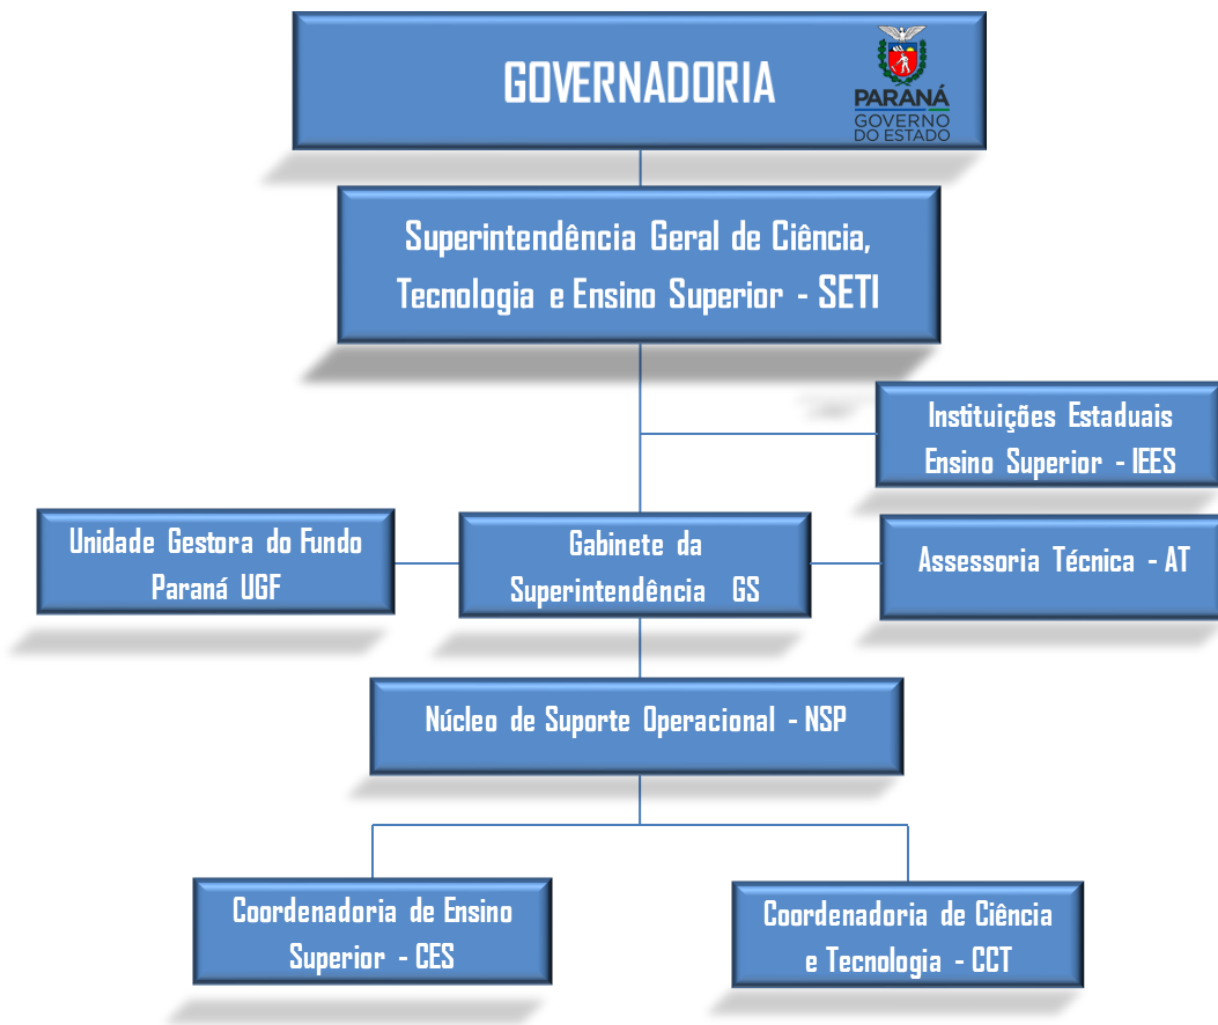 GOVERNADORIA
PARANÁ
GOVERNO
DO ESTADO
Superintendência Geral de Ciência,
Tecnologia e Ensino Superior - SETI
Instituições Estaduais
Ensino Superior - IEES
Unidade Gestora do Fundo
Paraná UGF
Gabinete da
Superintendência GS
Assessoria Técnica - AT
Núcleo de Suporte Operacional - NSP
Coordenadoria de Ensino
Superior - CES
Coordenadoria de Ciência
e Tecnologia - CCT